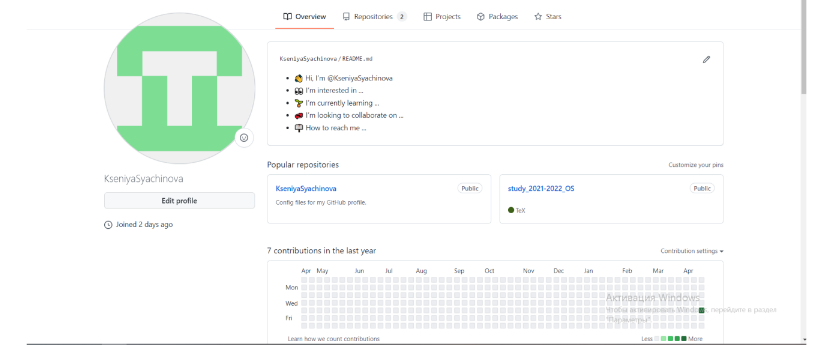 Overview Repositories 2 Projects Packages Stars
KseniyaSyachinova / README.md
Hi, I'm @KseniyaSyachinova
I'm interested in ...
I'm currently learning ...
I'm looking to collaborate on ...
How to reach me ...
KseniyaSyachinova
Edit profile
Joined 2 days ago
Popular repositories Customize your pins
KseniyaSyachinova Public
Config files for my GitHub profile.
study_2021-2022_OS Public
TeX
7 contributions in the last year Contribution settings
Apr May Jun Jul Aug Sep Oct Nov Dec Jan Feb Mar Apr
Mon
Wed
Fri
Активация Windows
Чтобы активировать Windows, перейдите в раздел
"Параметры".
Learn how we count contributions Less More